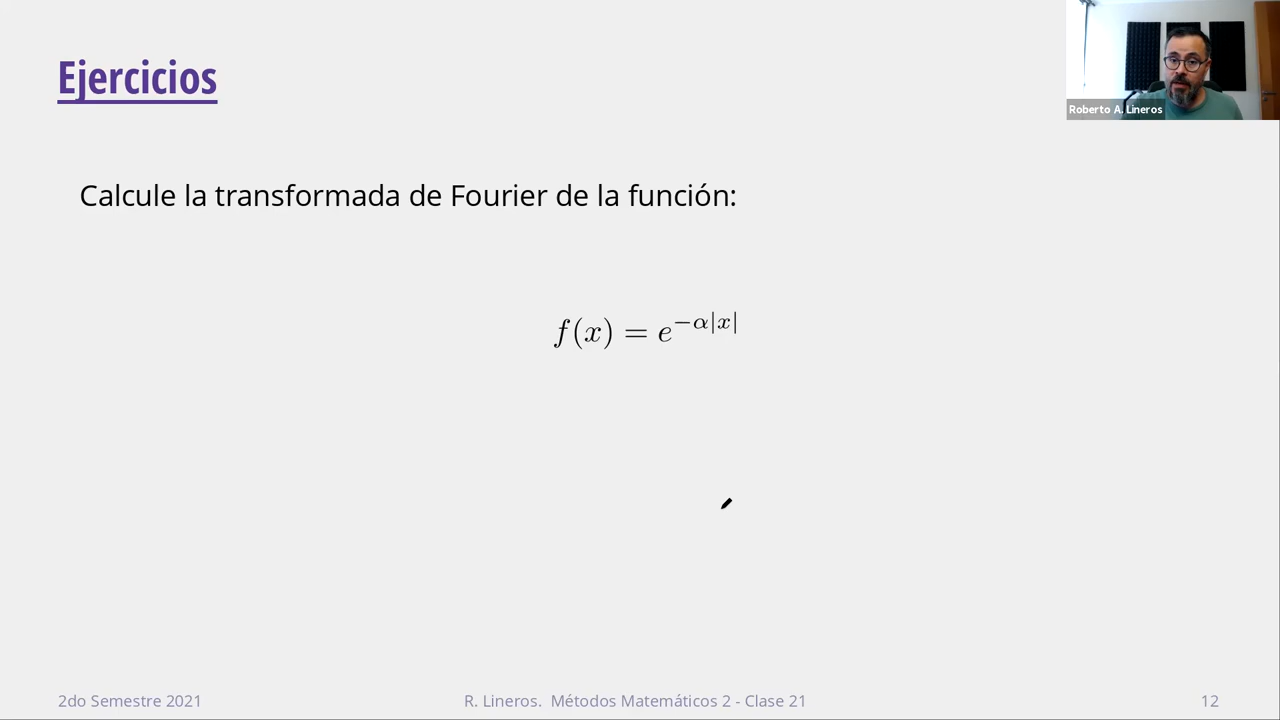 Ejercicios
Roberto A. Lineros
Calcule la transformada de Fourier de la función:
f(x) = e^{−α|x|}
2do Semestre 2021
R. Lineros. Métodos Matemáticos 2 - Clase 21
12